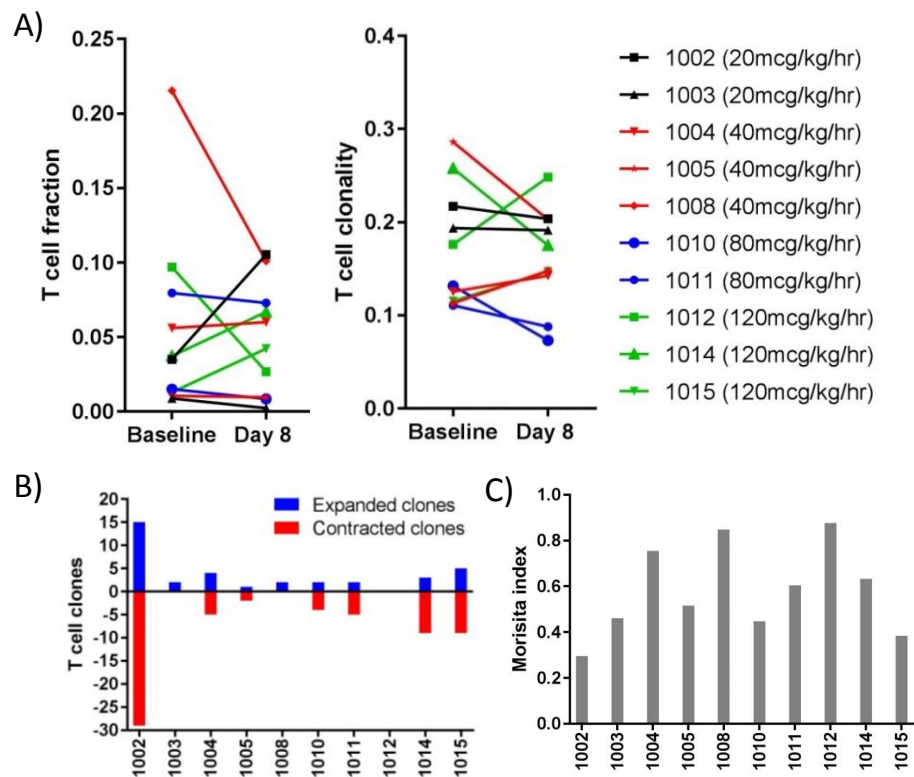 A)
T cell fraction
0.25
0.20
0.15
0.10
0.05
0.00
Baseline Day 8
T cell clonality
0.4
0.3
0.2
0.1
0.0
Baseline Day 8
1002 (20mcg/kg/hr)
1003 (20mcg/kg/hr)
1004 (40mcg/kg/hr)
1005 (40mcg/kg/hr)
1008 (40mcg/kg/hr)
1010 (80mcg/kg/hr)
1011 (80mcg/kg/hr)
1012 (120mcg/kg/hr)
1014 (120mcg/kg/hr)
1015 (120mcg/kg/hr)
B)
T cell clones
20
15
10
5
0
-5
-10
-15
-20
-25
-30
Expanded clones
Contracted clones
1002 1003 1004 1005 1008 1010 1011 1012 1014 1015
C)
Morisita index
1.0
0.8
0.6
0.4
0.2
0.0
1002 1003 1004 1005 1008 1010 1011 1012 1014 1015